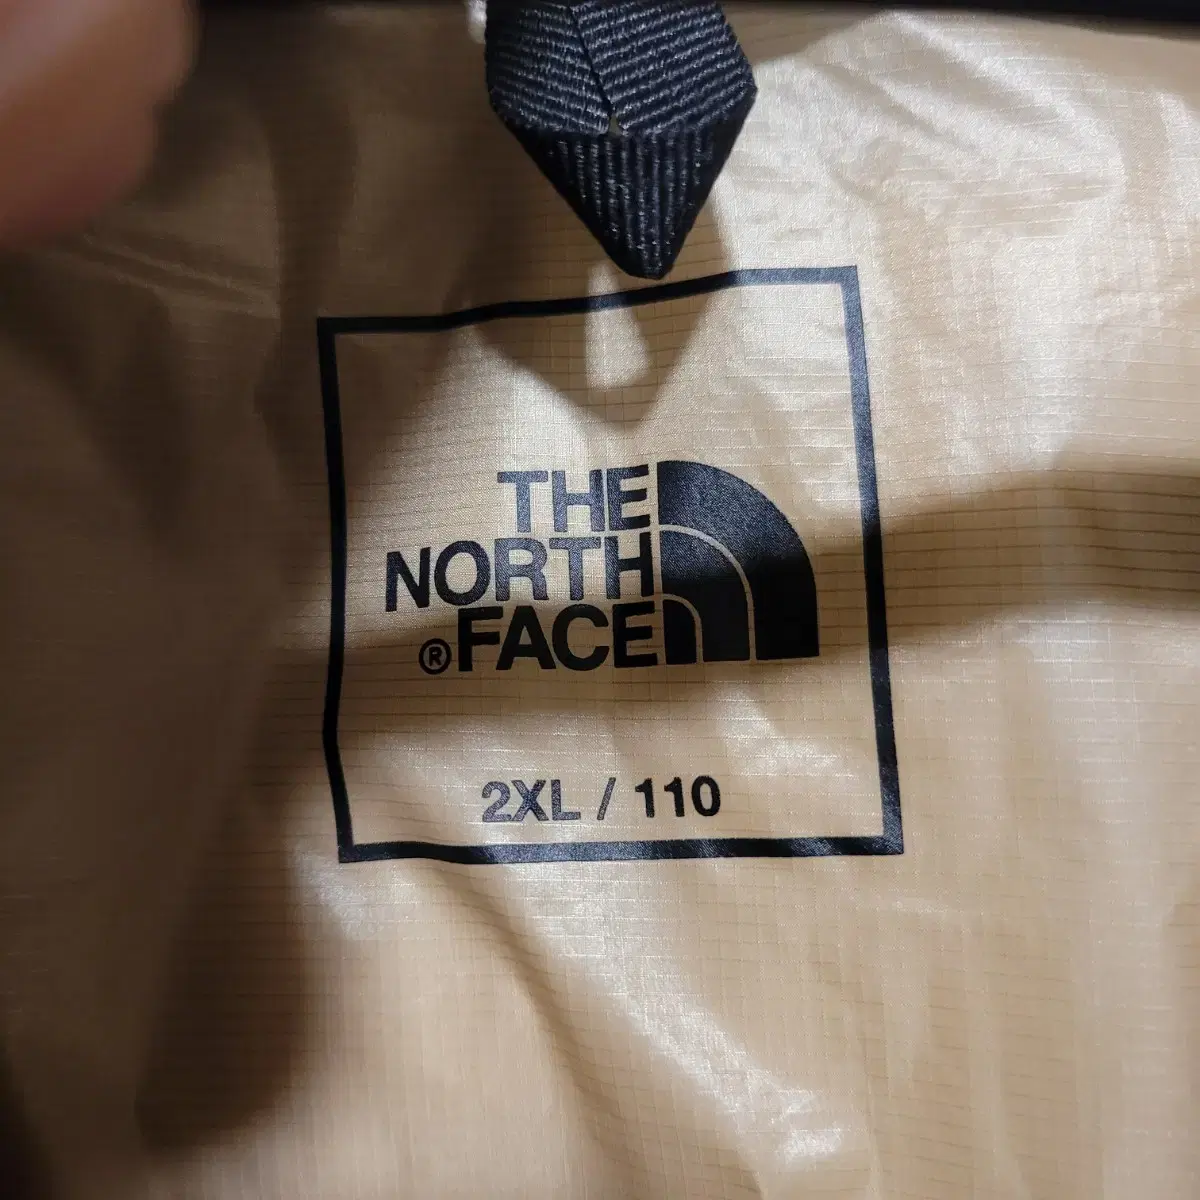 THE
NORTH
®FACE
2XL / 110